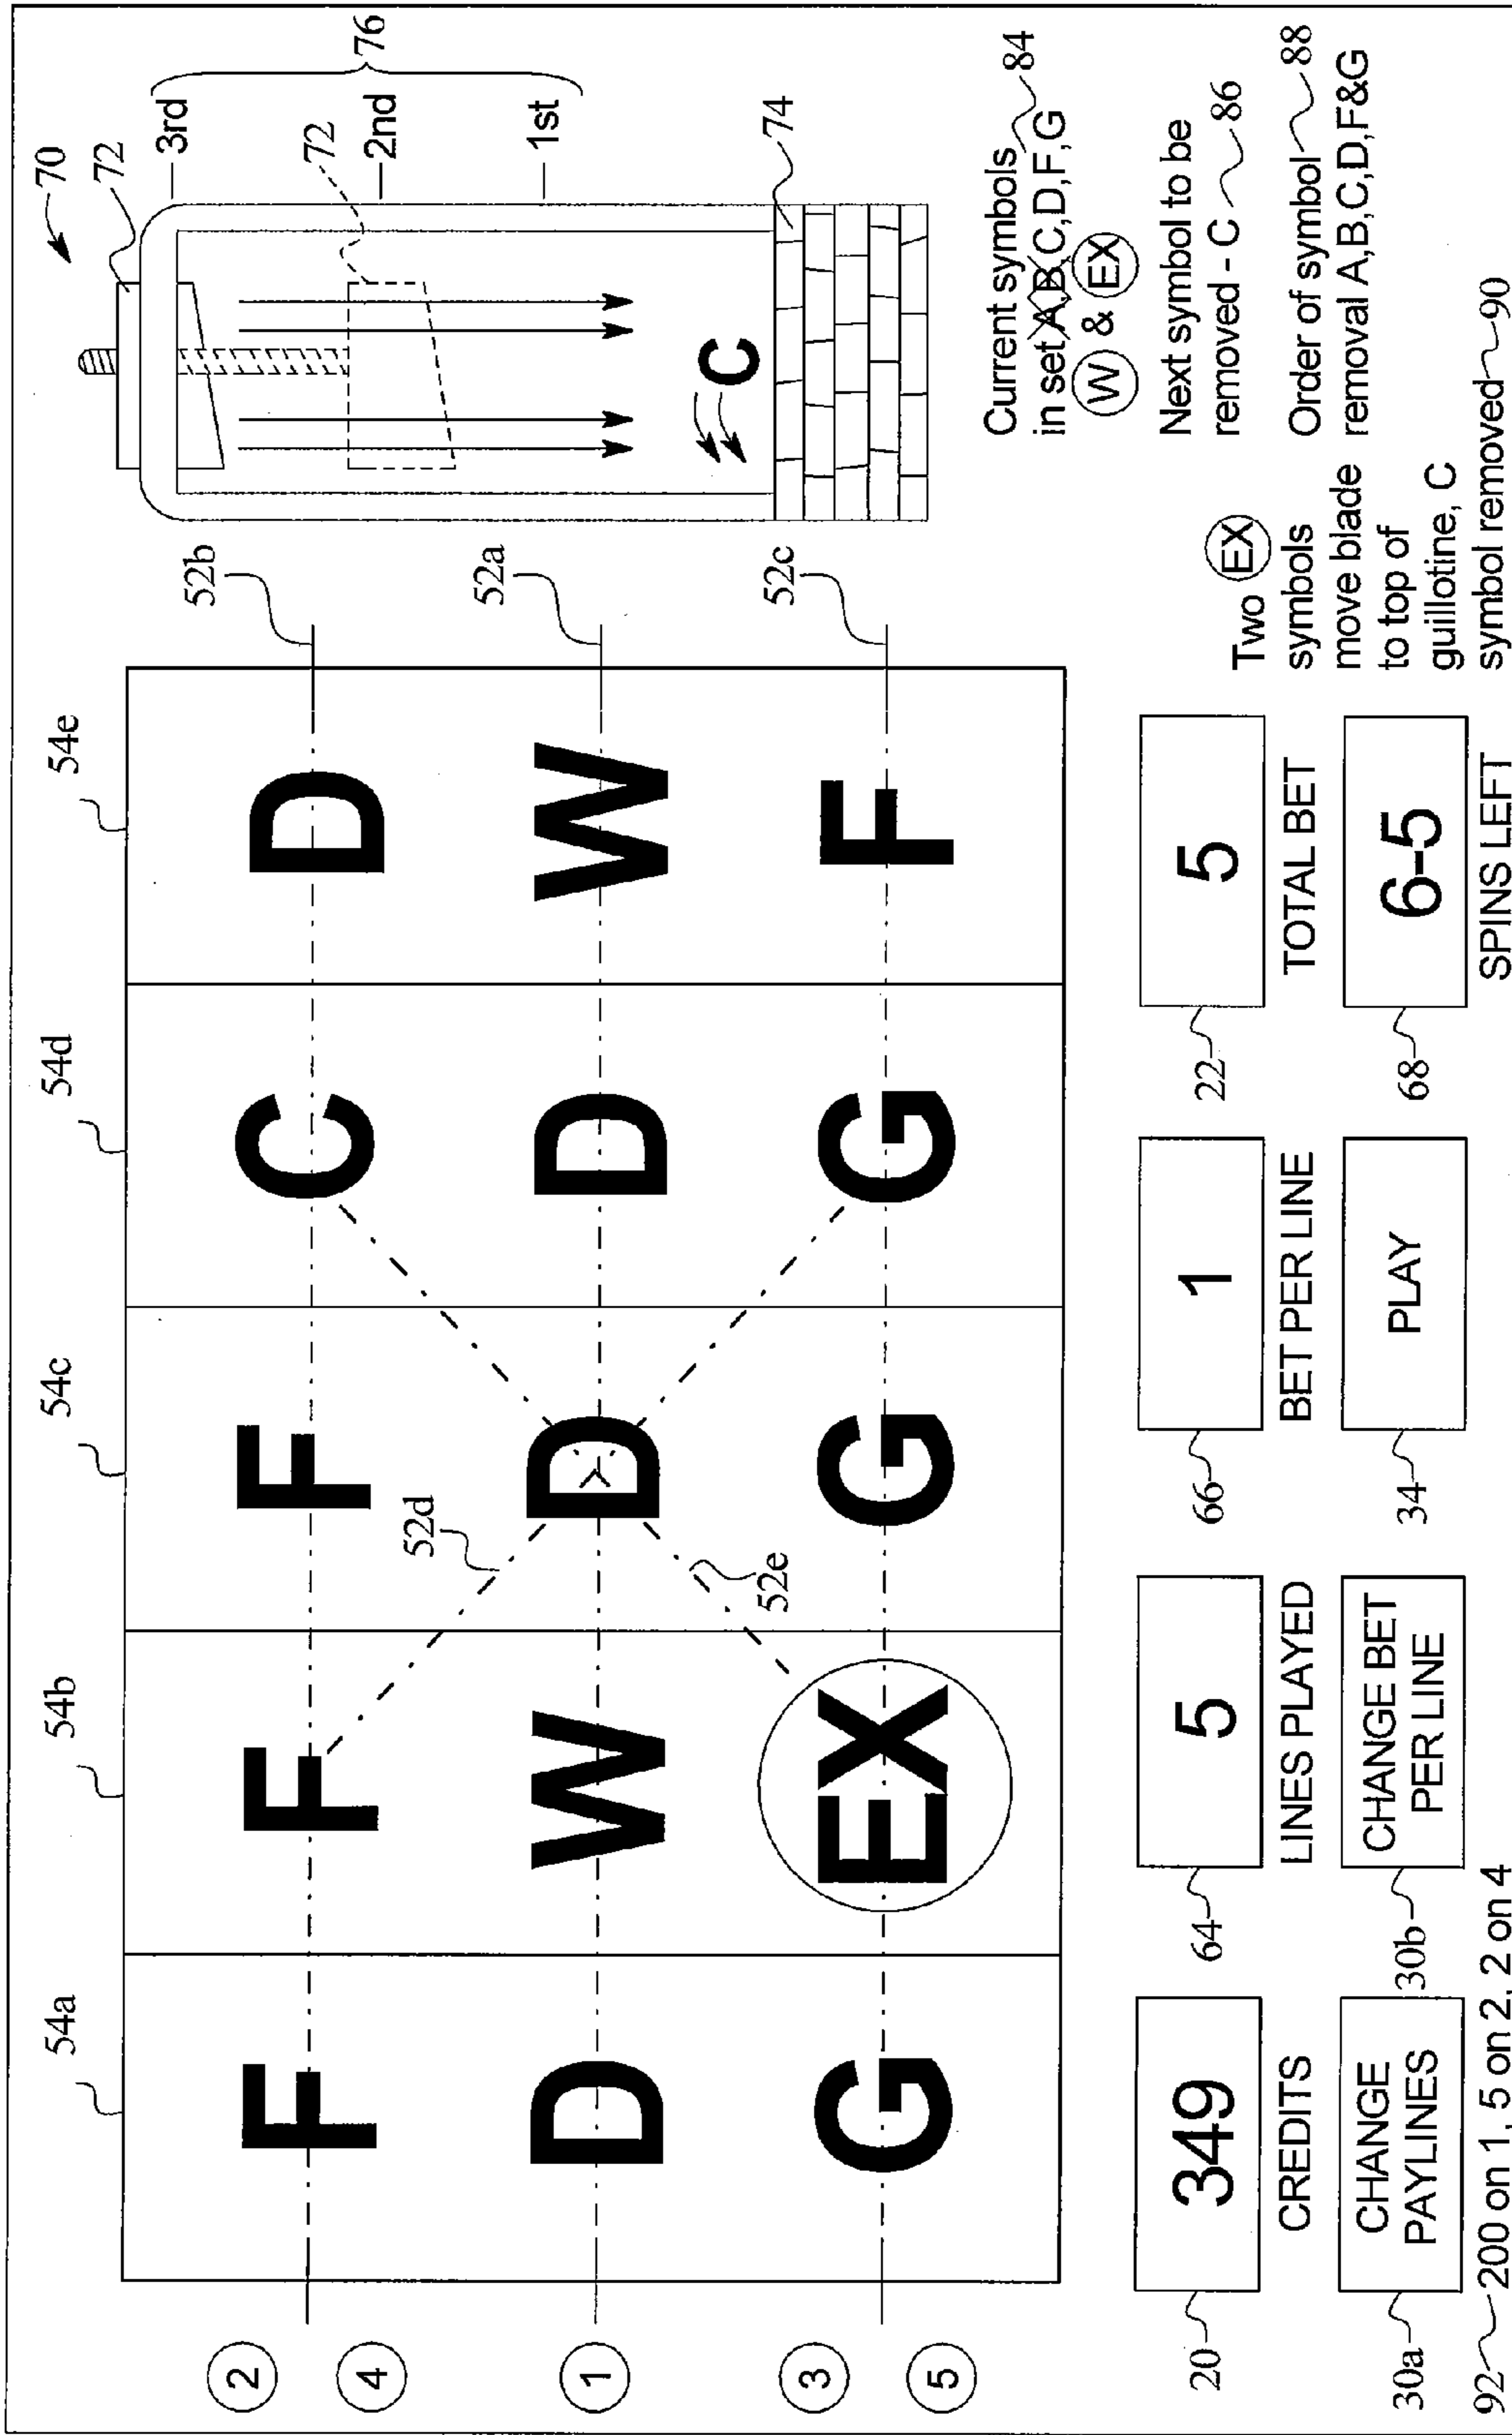 54a
54b
54c
54d
54e
70
72
3rd
76
72
2nd
1st
74
C
2
4
1
3
5
F F F C D
D W D D W
G EX G G F
52b
52a
52c
52d
52e
Current symbols 84
in set A,B,C,D,F,G
W & EX
Next symbol to be
removed - C 86
Order of symbol 88
removal A,B,C,D,F&G
Two EX
symbols
move blade
to top of
guillotine, C
symbol removed 90
20 349
CREDITS
64 5
LINES PLAYED
66 1
BET PER LINE
22 5
TOTAL BET
30a CHANGE
PAYLINES
30b CHANGE BET
PER LINE
34 PLAY
68 6-5
SPINS LEFT
92 200 on 1, 5 on 2, 2 on 4